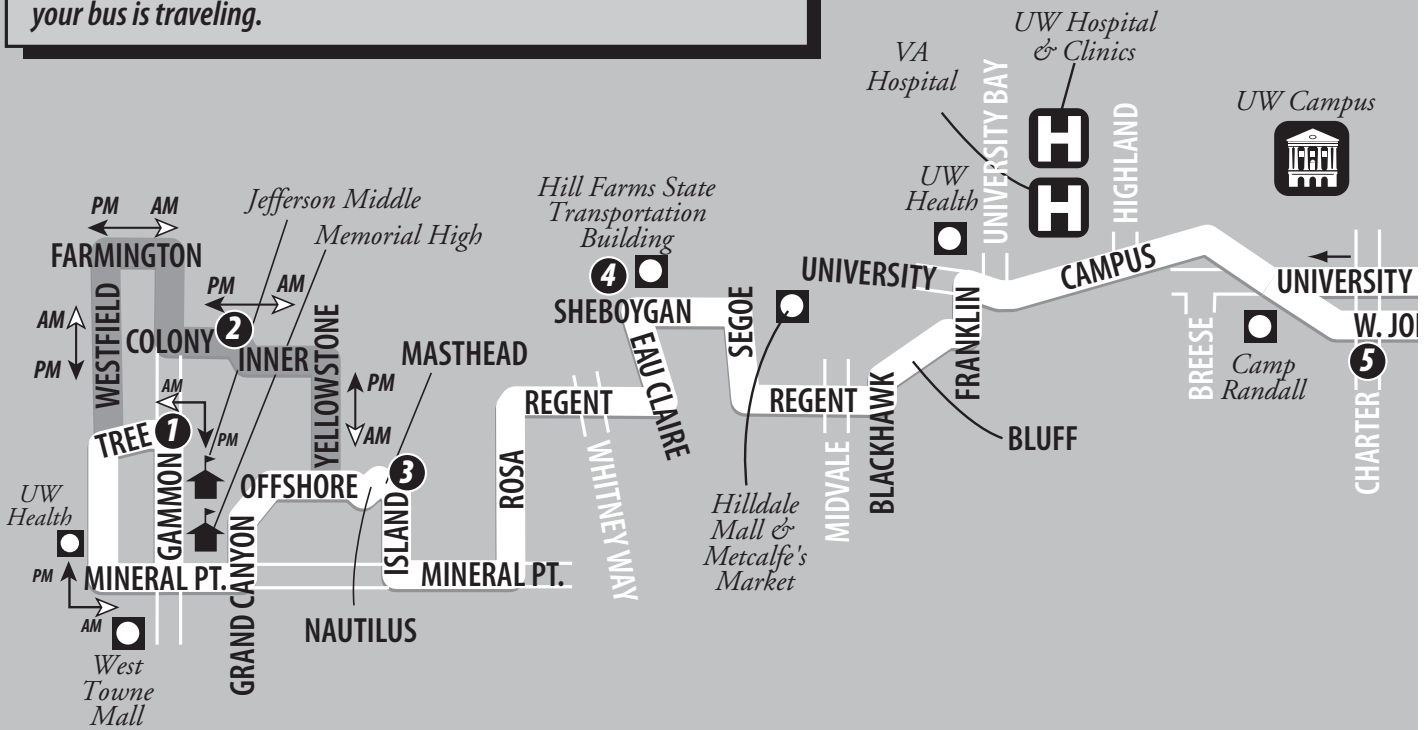 your bus is traveling.
UW Hospital
& Clinics
VA
Hospital
UNIVERSITY BAY
HIGHLAND
UW Campus
H
H
UW
Health
Hill Farms State
Transportation
Building
Jefferson Middle
Memorial High
PM AM
FARMINGTON
PM AM
AM
PM
WESTFIELD
COLONY
2
INNER
YELLOWSTONE
MASTHEAD
PM
AM
4
SHEBOYGAN
SEGOE
UNIVERSITY
FRANKLIN
CAMPUS
UNIVERSITY
W. JO
5
BREESE
Camp
Randall
CHARTER
AM
PM
TREE
1
GAMMON
OFFSHORE
3
ISLAND
ROSA
REGENT
EAU CLAIRE
WHITNEY WAY
REGENT
MIDVALE
BLACKHAWK
BLUFF
UW
Health
PM
AM
MINERAL PT.
GRAND CANYON
MINERAL PT.
NAUTILUS
Hilldale
Mall &
Metcalfe's
Market
West
Towne
Mall